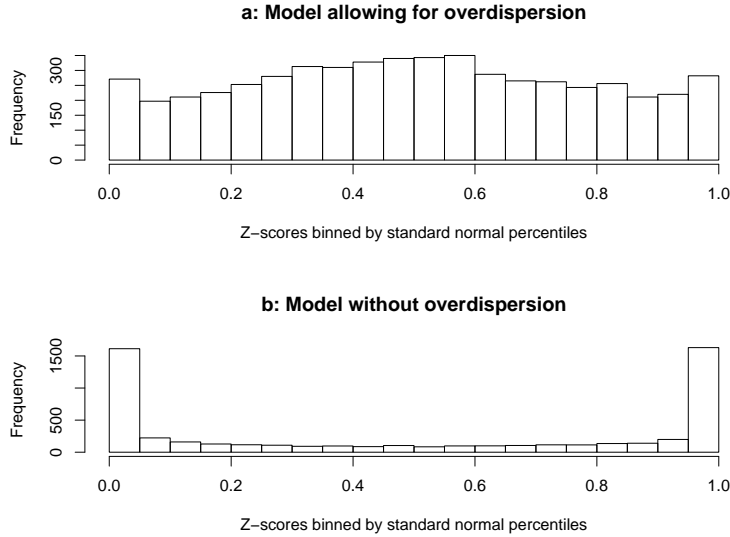 a: Model allowing for overdispersion
Frequency
0 150 300
0.0 0.2 0.4 0.6 0.8 1.0
Z−scores binned by standard normal percentiles
b: Model without overdispersion
Frequency
0 500 1500
0.0 0.2 0.4 0.6 0.8 1.0
Z−scores binned by standard normal percentiles